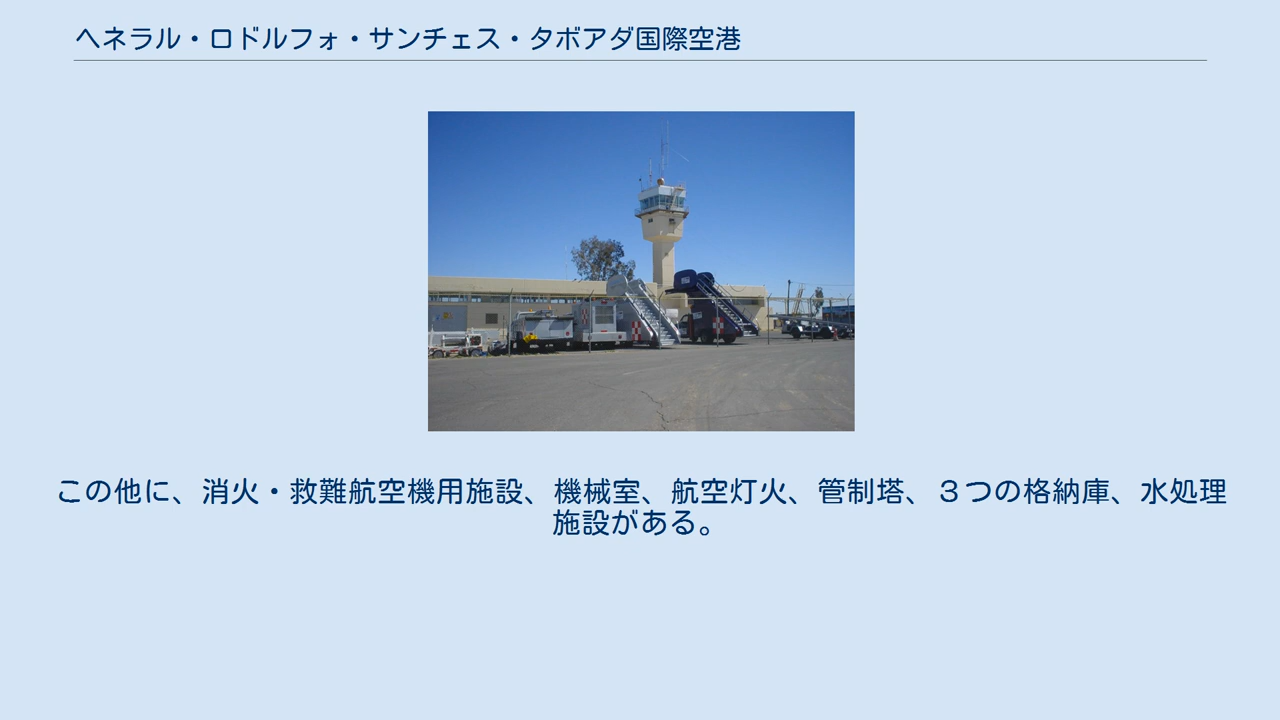 ヘネラル・ロドルフォ・サンチェス・タボアダ国際空港
この他に、消火・救難航空機用施設、機械室、航空灯火、管制塔、３つの格納庫、水処理
施設がある。